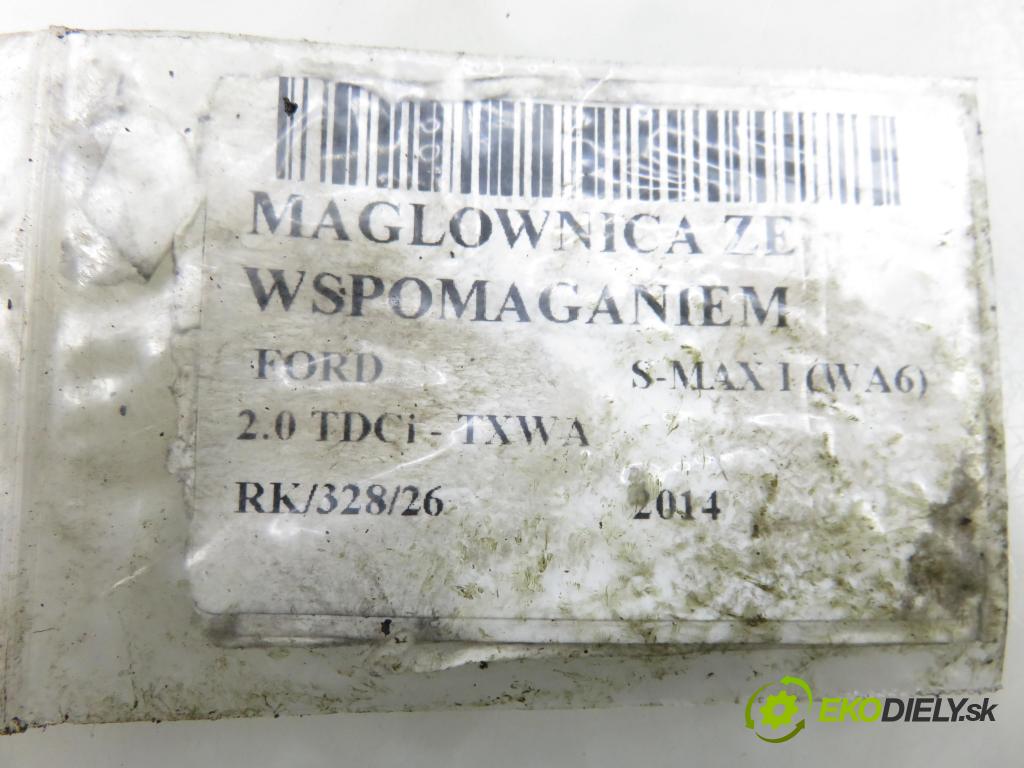 MAGLOWNICA ZE
WSPOMAGANIEM
FORD S-MAX I (WA6)
2.0 TDCi - TXWA
RK/328/26 2014
EKODIELY.sk